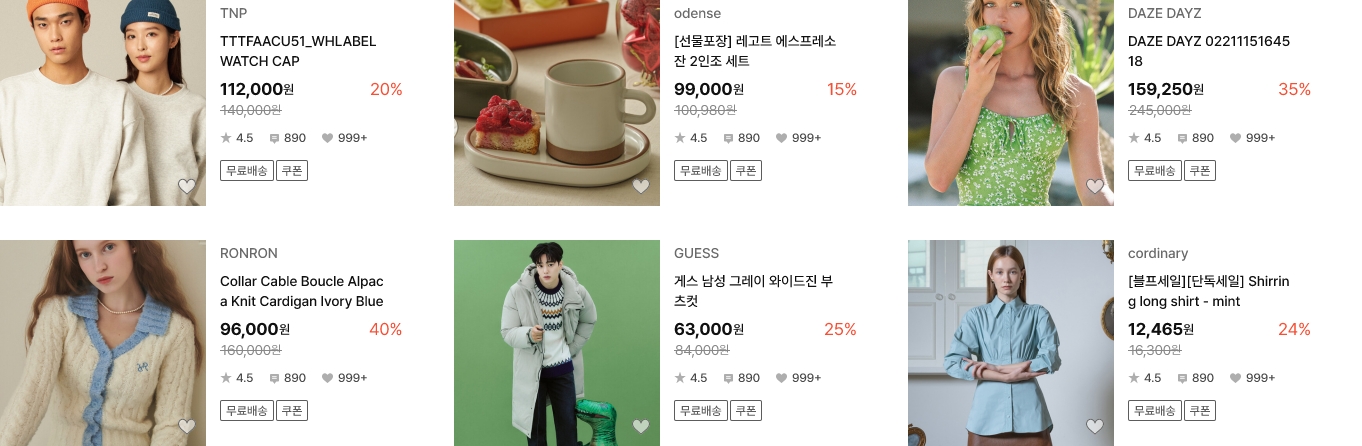 TNP
TTTFAACU51_WHLABEL
WATCH CAP
112,000원 20%
140,000원
4.5 890 999+
무료배송 쿠폰
odense
[선물포장] 레고트 에스프레소
잔 2인조 세트
99,000원 15%
100,980원
4.5 890 999+
무료배송 쿠폰
DAZE DAYZ
DAZE DAYZ 02211151645
18
159,250원 35%
245,000원
4.5 890 999+
무료배송 쿠폰
RONRON
Collar Cable Boucle Alpac
a Knit Cardigan Ivory Blue
96,000원 40%
160,000원
4.5 890 999+
무료배송 쿠폰
GUESS
게스 남성 그레이 와이드진 부
츠컷
63,000원 25%
84,000원
4.5 890 999+
무료배송 쿠폰
cordinary
[블프세일][단독세일] Shirrin
g long shirt - mint
12,465원 24%
16,300원
4.5 890 999+
무료배송 쿠폰